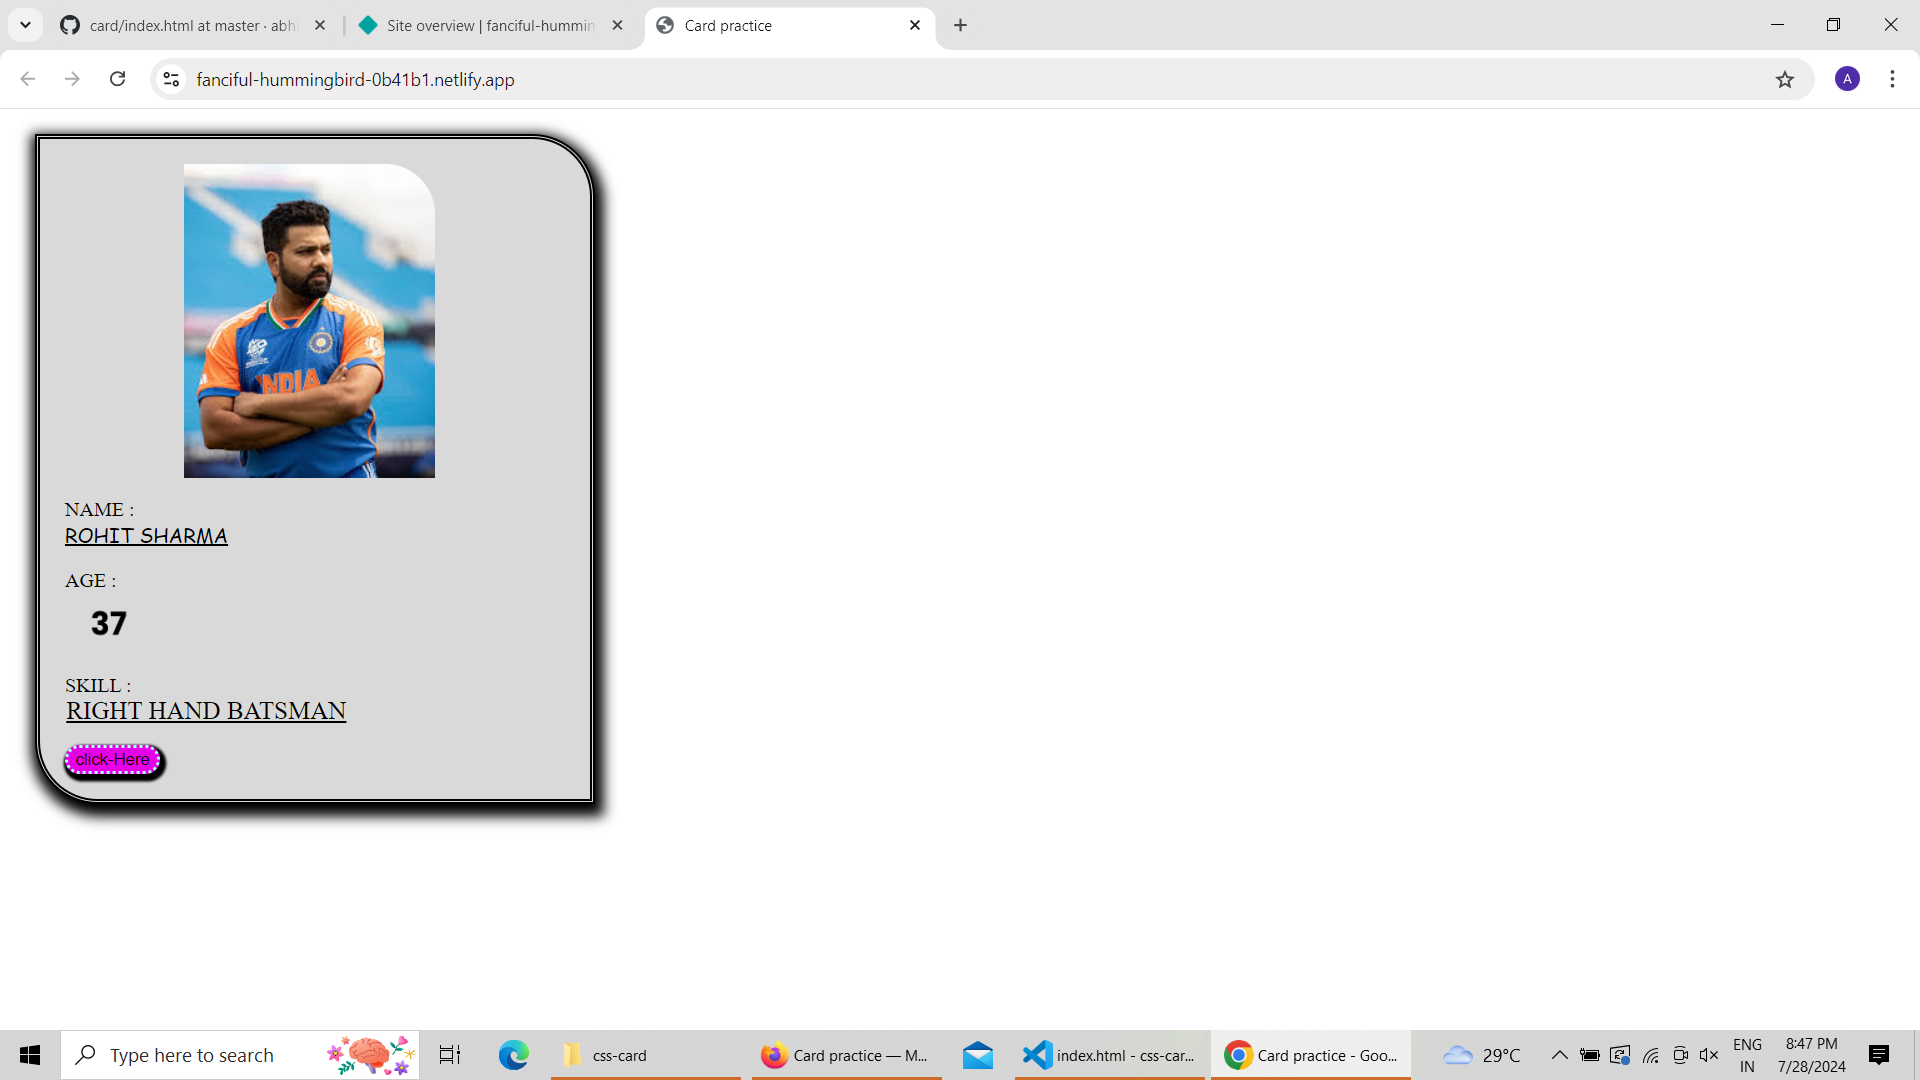 card/index.html at master · abh
Site overview | fanciful-hummin
Card practice
fanciful-hummingbird-0b41b1.netlify.app
A
INDIA
NAME :
ROHIT SHARMA
AGE :
37
SKILL :
RIGHT HAND BATSMAN
click-Here
Type here to search
css-card
Card practice — M...
index.html - css-car...
Card practice - Goo...
29°C
ENG
IN
8:47 PM
7/28/2024